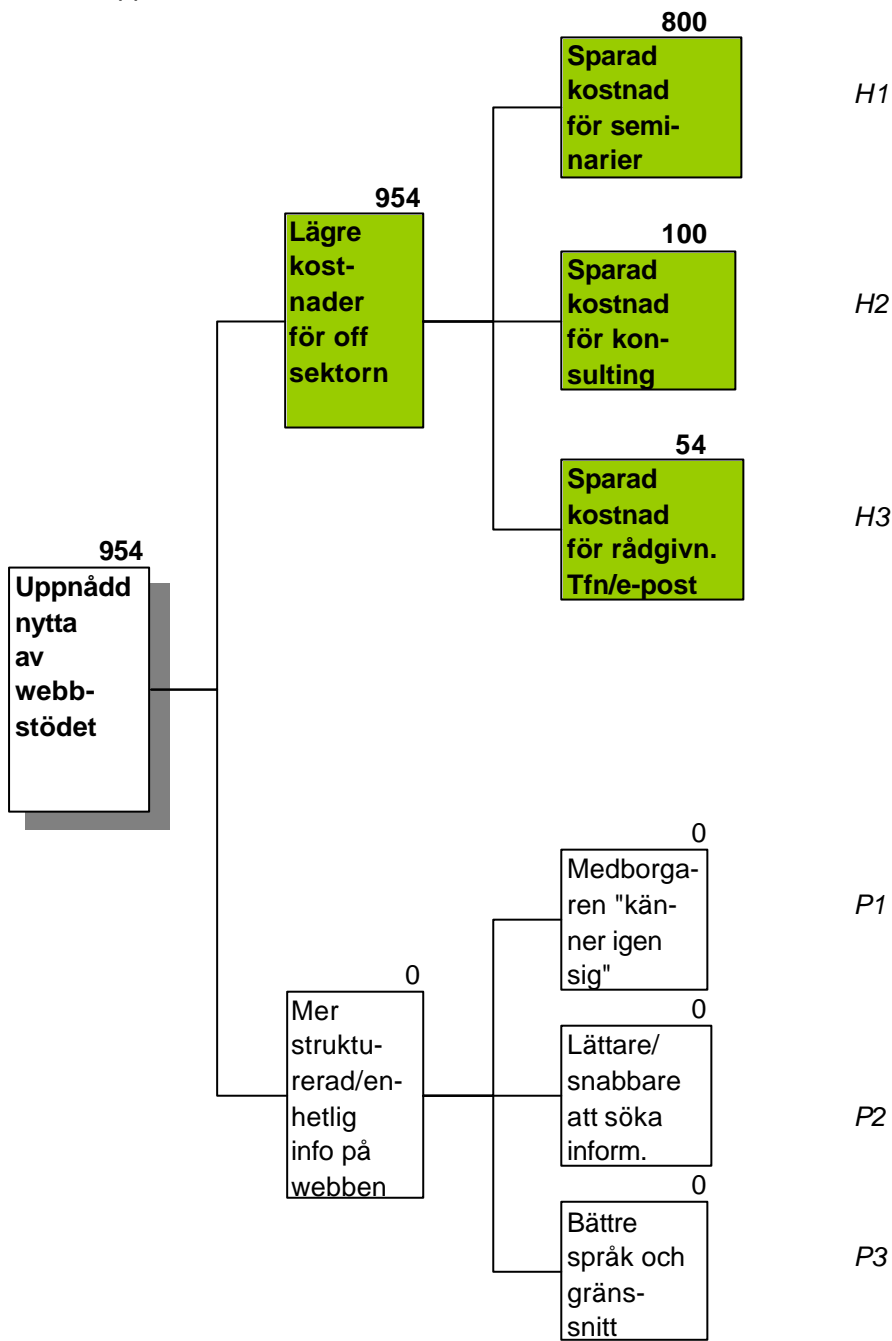 800
Sparad
kostnad
för semi-
narier
H1
954
Lägre
kost-
nader
för off
sektorn
100
Sparad
kostnad
för kon-
sulting
H2
54
Sparad
kostnad
för rådgivn.
Tfn/e-post
H3
954
Uppnådd
nytta
av
webb-
stödet
0
Medborga-
ren "kän-
ner igen
sig"
P1
0
Mer
struktu-
rerad/en-
hetlig
info på
webben
0
Lättare/
snabbare
att söka
inform.
P2
0
Bättre
språk och
gräns-
snitt
P3